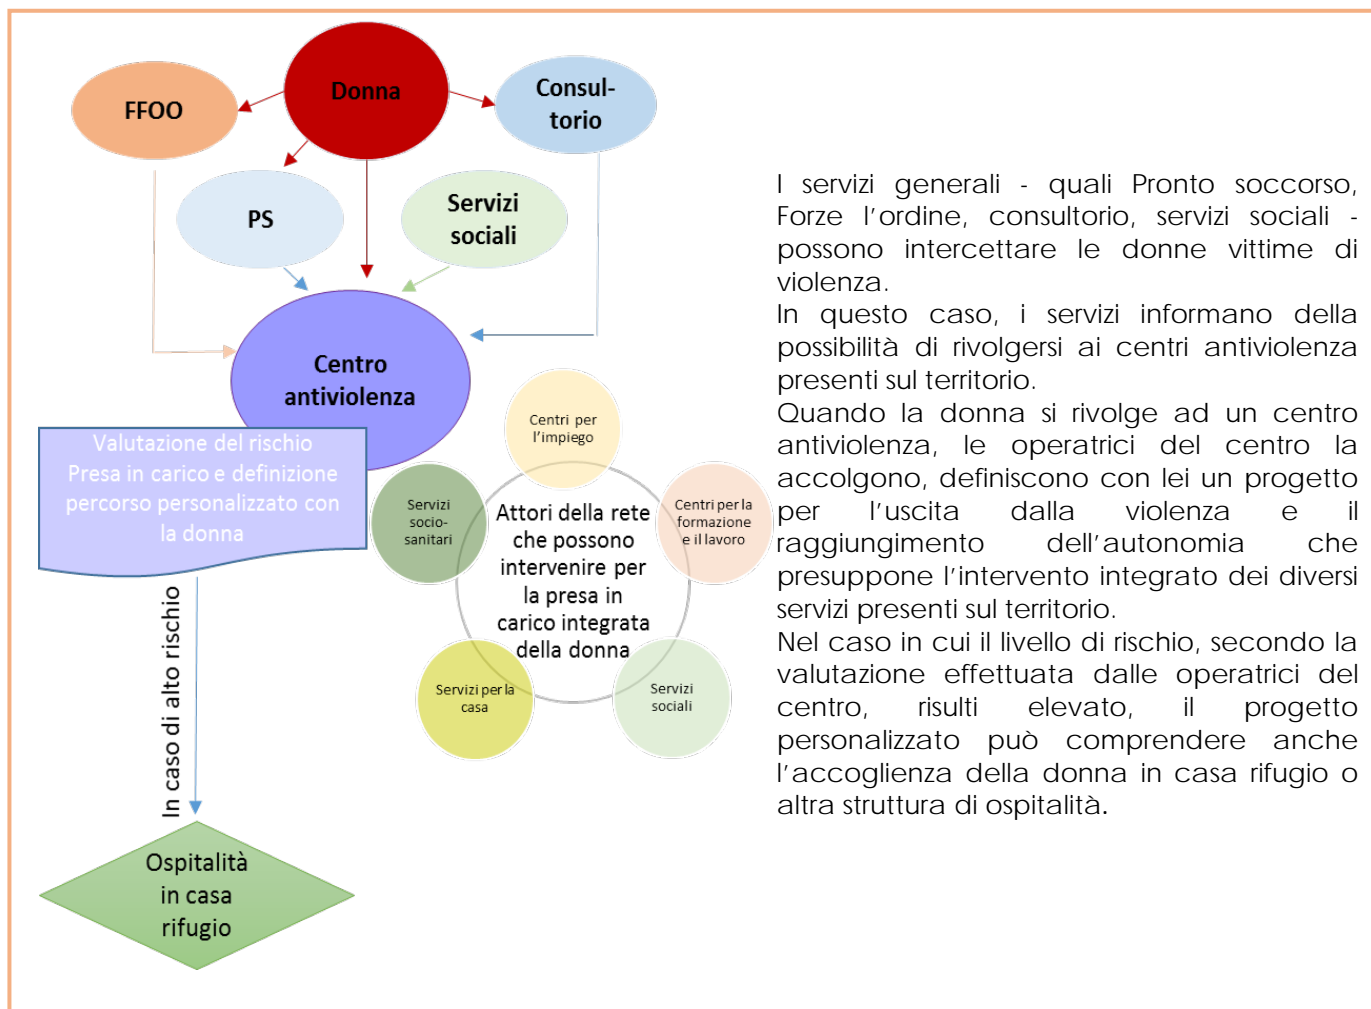 Donna
FFOO
Consul-
torio
PS
Servizi
sociali
Centro
antiviolenza
Valutazione del rischio
Presa in carico e definizione
percorso personalizzato con
la donna
In caso di alto rischio
Ospitalità
in casa
rifugio
Centri per
l'impiego
Servizi
socio-
sanitari
Centri per la
formazione
e il lavoro
Attori della rete
che possono
intervenire per
la presa in
carico integrata
della donna
Servizi per la
casa
Servizi
sociali
I servizi generali - quali Pronto soccorso,
Forze l'ordine, consultorio, servizi sociali -
possono intercettare le donne vittime di
violenza.
In questo caso, i servizi informano della
possibilità di rivolgersi ai centri antiviolenza
presenti sul territorio.
Quando la donna si rivolge ad un centro
antiviolenza, le operatrici del centro la
accolgono, definiscono con lei un progetto
per l'uscita dalla violenza e il
raggiungimento dell'autonomia che
presuppone l'intervento integrato dei diversi
servizi presenti sul territorio.
Nel caso in cui il livello di rischio, secondo la
valutazione effettuata dalle operatrici del
centro, risulti elevato, il progetto
personalizzato può comprendere anche
l'accoglienza della donna in casa rifugio o
altra struttura di ospitalità.